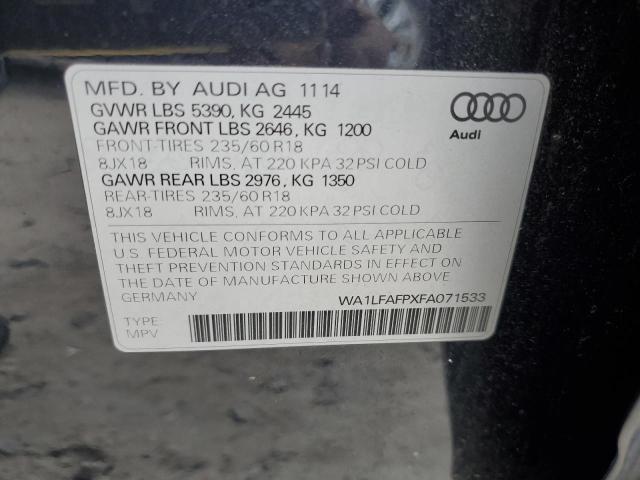 MFD. BY AUDI AG 11 14
GVWR LBS 5390, KG 2445
GAWR FRONT LBS 2646, KG 1200
FRONT-TIRES 235/60 R18
8JX18 RIMS, AT 220 KPA 32 PSI COLD
GAWR REAR LBS 2976, KG 1350
REAR-TIRES 235/60 R18
8JX18 RIMS, AT 220 KPA 32 PSI COLD
Audi
THIS VEHICLE CONFORMS TO ALL APPLICABLE
U.S. FEDERAL MOTOR VEHICLE SAFETY AND
THEFT PREVENTION STANDARDS IN EFFECT ON
THE DATE OF MANUFACTURE SHOWN ABOVE
GERMANY
WA1LFAFPXFA071533
TYPE:
MPV